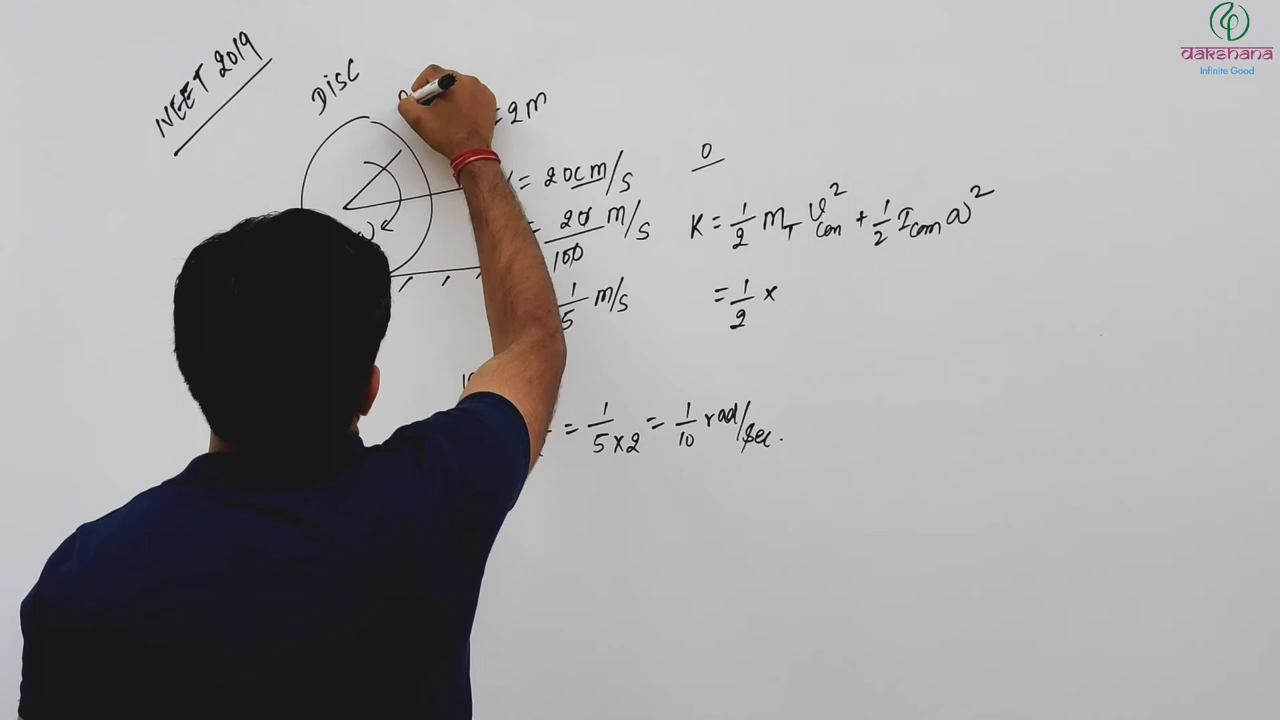 NEET 2019
DISC
= 2m
= 20cm/s
= 20/100 m/s
1/5 m/s
0
K = 1/2 m_T v_com^2 + 1/2 I_com ω^2
= 1/2 ×
ω
= 1/5×2 = 1/10 rad/sec.
dakshana
Infinite Good